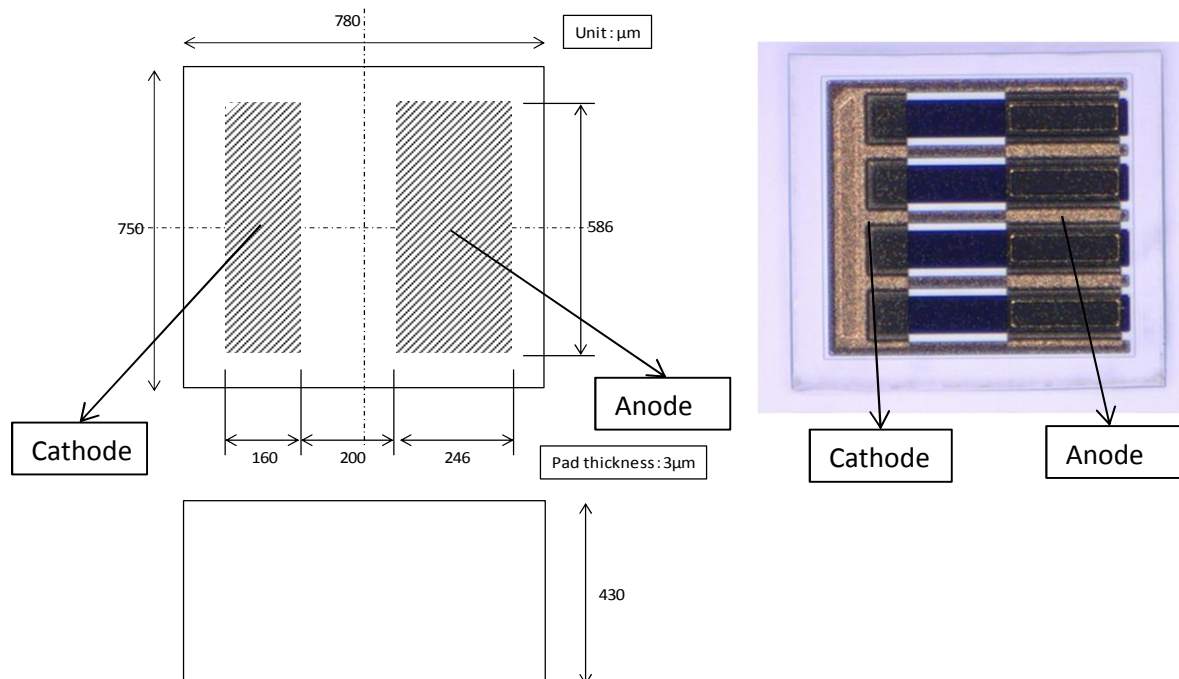 780
Unit : µm
750
586
Cathode
Anode
160
200
246
Pad thickness : 3µm
Cathode
Anode
430